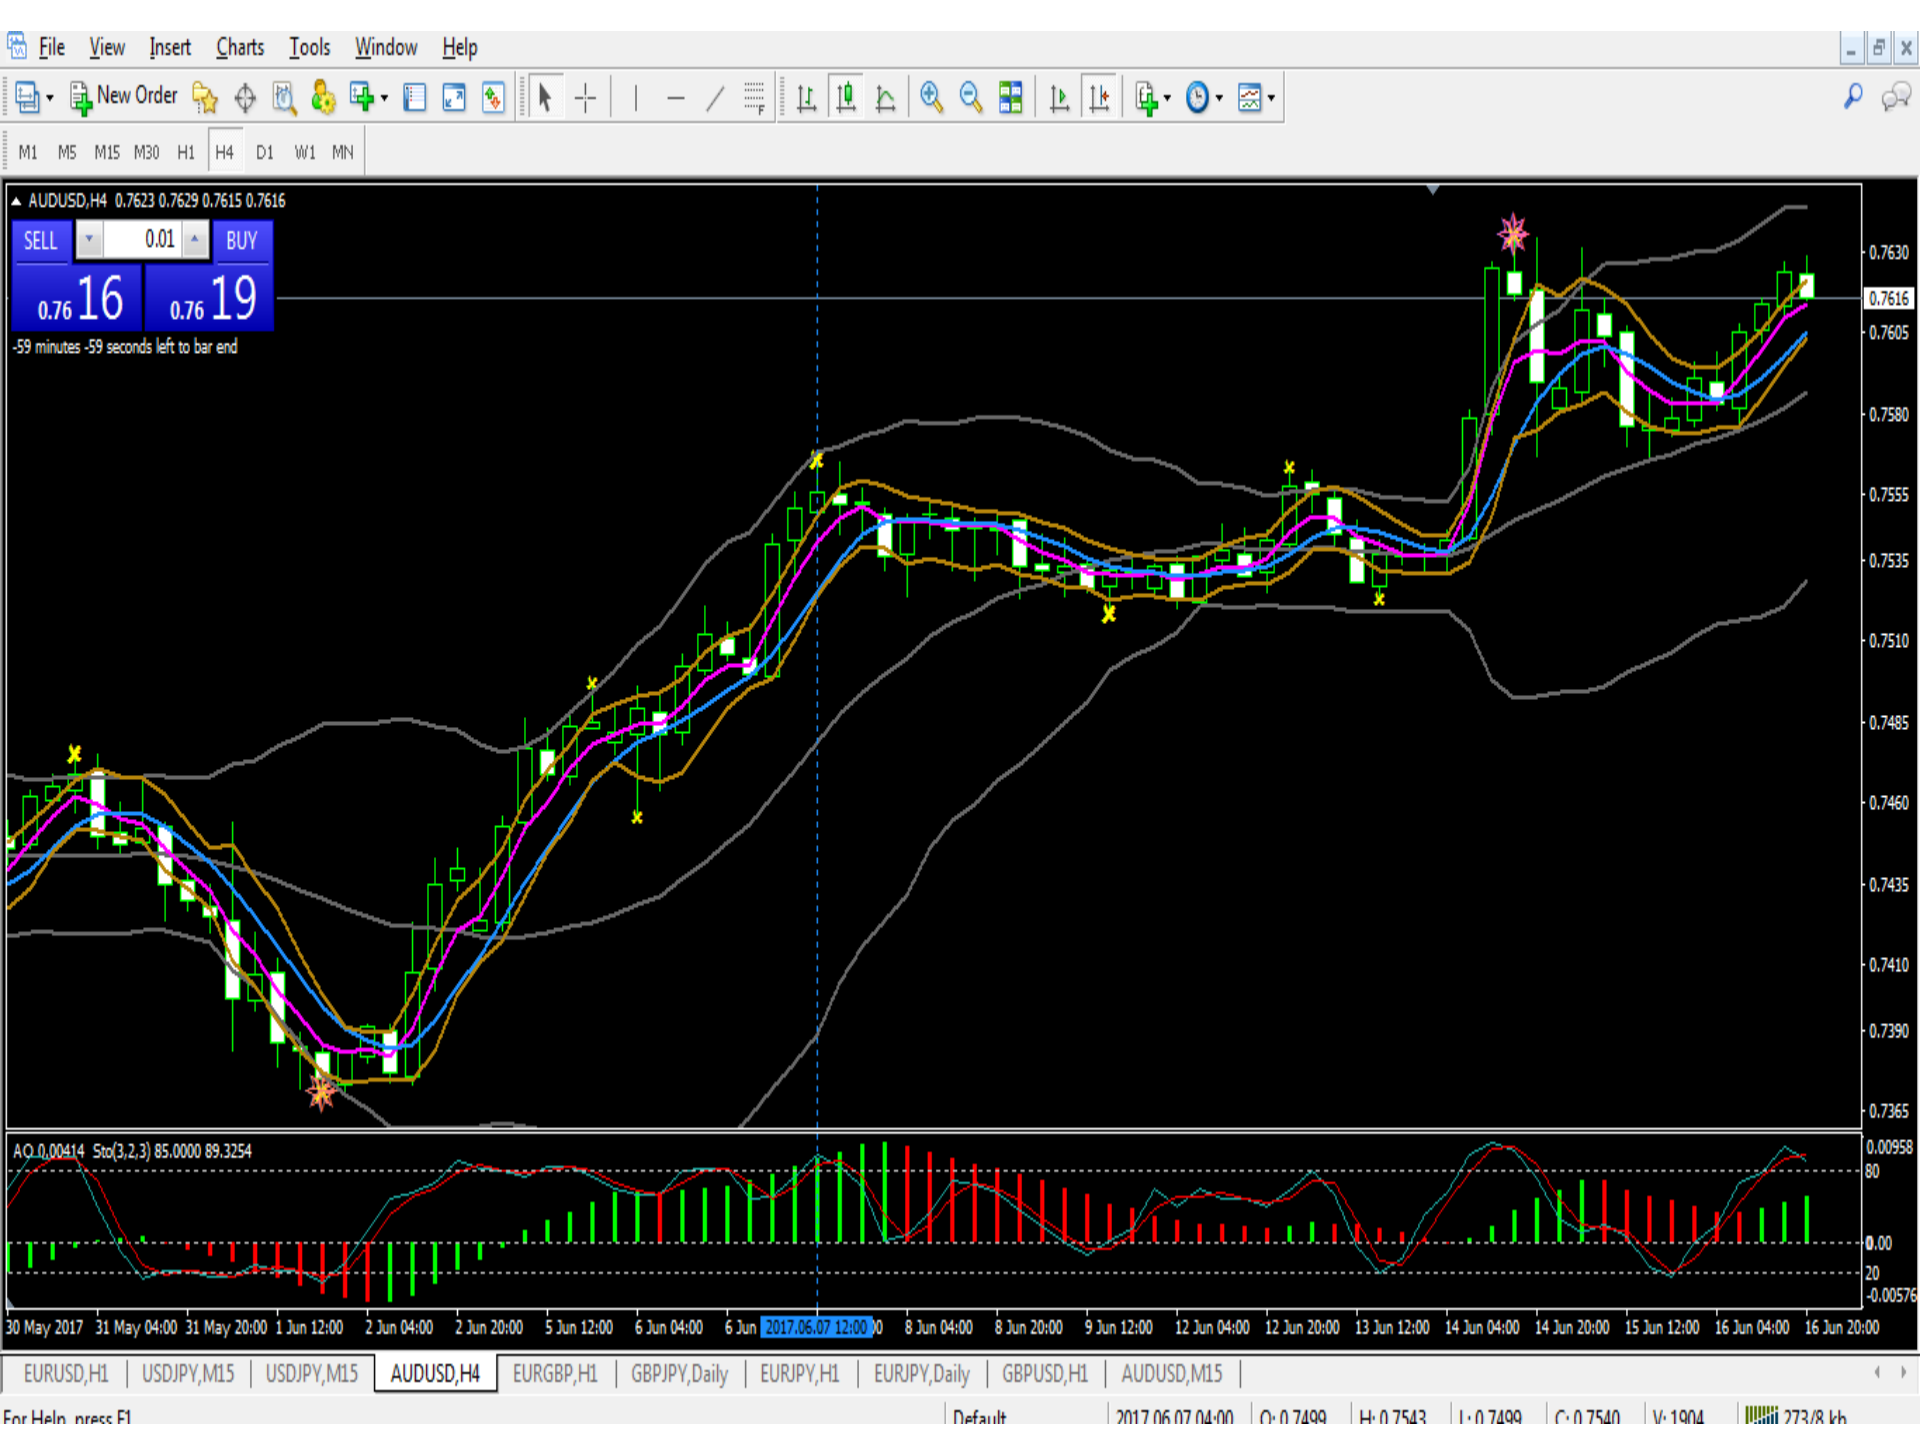 File View Insert Charts Tools Window Help
New Order
M1 M5 M15 M30 H1 H4 D1 W1 MN
AUDUSD,H4 0.7623 0.7629 0.7615 0.7616
SELL 0.01 BUY
0.76 16 0.76 19
-59 minutes -59 seconds left to bar end
0.7630
0.7616
0.7605
0.7580
0.7555
0.7535
0.7510
0.7485
0.7460
0.7435
0.7410
0.7390
0.7365
AO 0.00414 Sto(3,2,3) 85.0000 89.3254
0.00958
80
0.00
20
-0.00576
30 May 2017 31 May 04:00 31 May 20:00 1 Jun 12:00 2 Jun 04:00 2 Jun 20:00 5 Jun 12:00 6 Jun 04:00 6 Jun 2017.06.07 12:00 8 Jun 04:00 8 Jun 20:00 9 Jun 12:00 12 Jun 04:00 12 Jun 20:00 13 Jun 12:00 14 Jun 04:00 14 Jun 20:00 15 Jun 12:00 16 Jun 04:00 16 Jun 20:00
EURUSD,H1 USDJPY,M15 USDJPY,M15 AUDUSD,H4 EURGBP,H1 GBPJPY,Daily EURJPY,H1 EURJPY,Daily GBPUSD,H1 AUDUSD,M15
For Help, press F1 Default 2017.06.07 04:00 O: 0.7499 H: 0.7543 L: 0.7499 C: 0.7540 V: 1904 273/8 kb